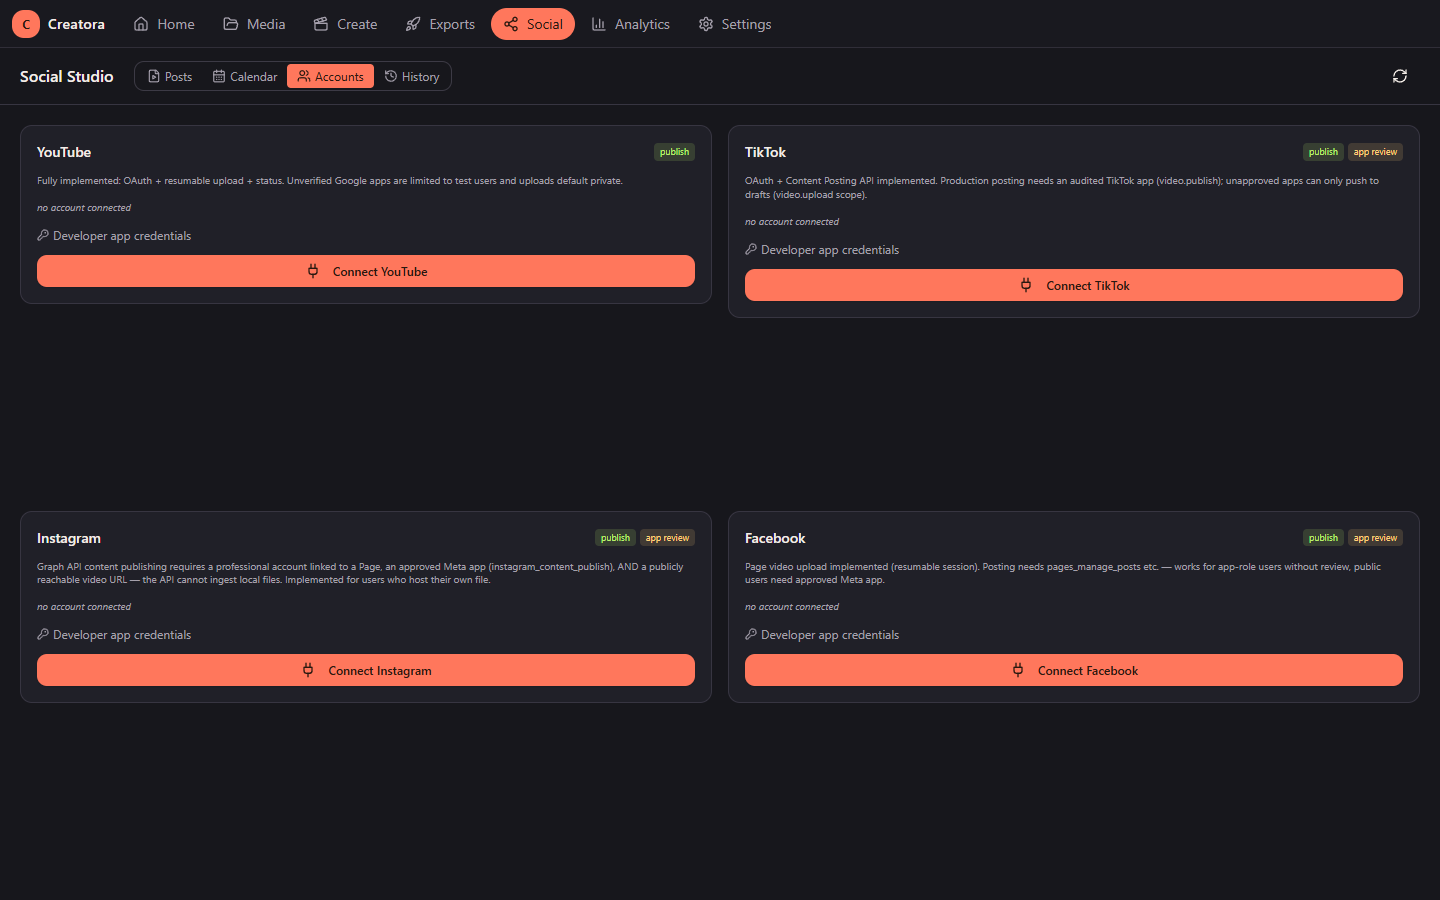 C Creatora Home Media Create Exports Social Analytics Settings
Social Studio Posts Calendar Accounts History
YouTube publish
Fully implemented: OAuth + resumable upload + status. Unverified Google apps are limited to test users and uploads default private.
no account connected
Developer app credentials
Connect YouTube
TikTok publish app review
OAuth + Content Posting API implemented. Production posting needs an audited TikTok app (video.publish); unapproved apps can only push to
drafts (video.upload scope).
no account connected
Developer app credentials
Connect TikTok
Instagram publish app review
Graph API content publishing requires a professional account linked to a Page, an approved Meta app (instagram_content_publish), AND a publicly
reachable video URL — the API cannot ingest local files. Implemented for users who host their own file.
no account connected
Developer app credentials
Connect Instagram
Facebook publish app review
Page video upload implemented (resumable session). Posting needs pages_manage_posts etc. — works for app-role users without review, public
users need approved Meta app.
no account connected
Developer app credentials
Connect Facebook